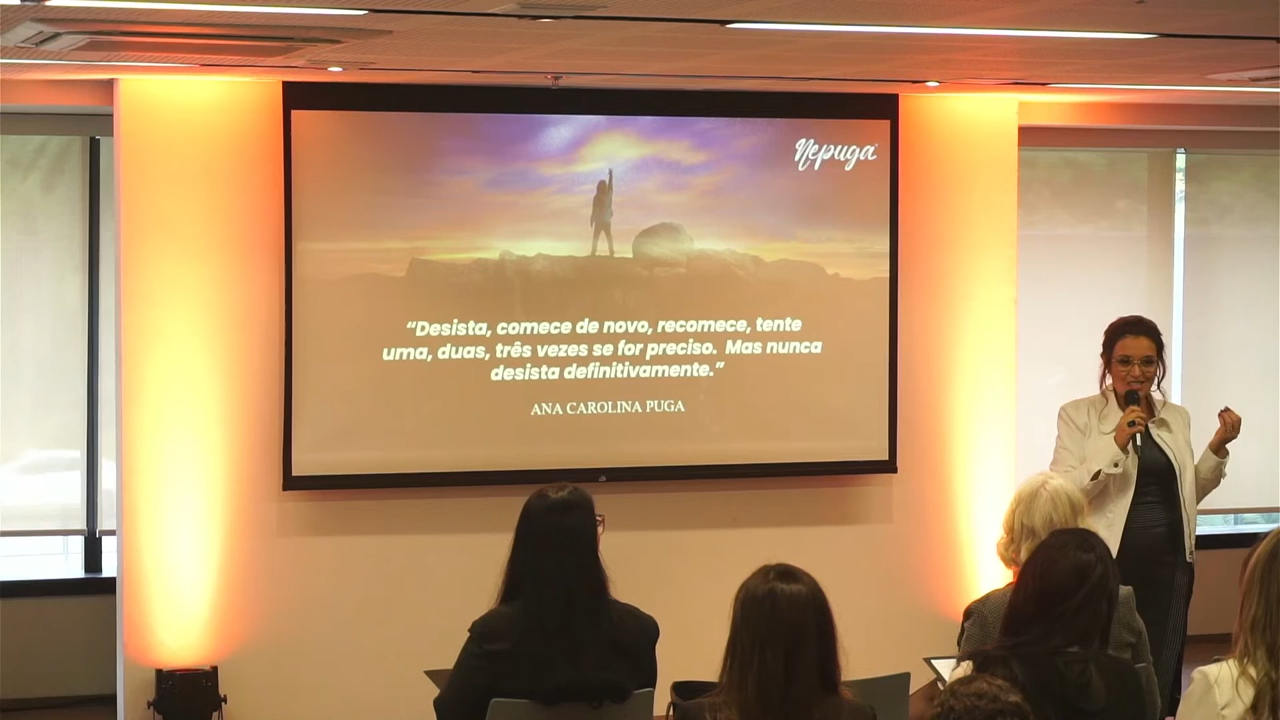 Nepuga
“Desista, comece de novo, recomece, tente
uma, duas, três vezes se for preciso. Mas nunca
desista definitivamente.”
ANA CAROLINA PUGA